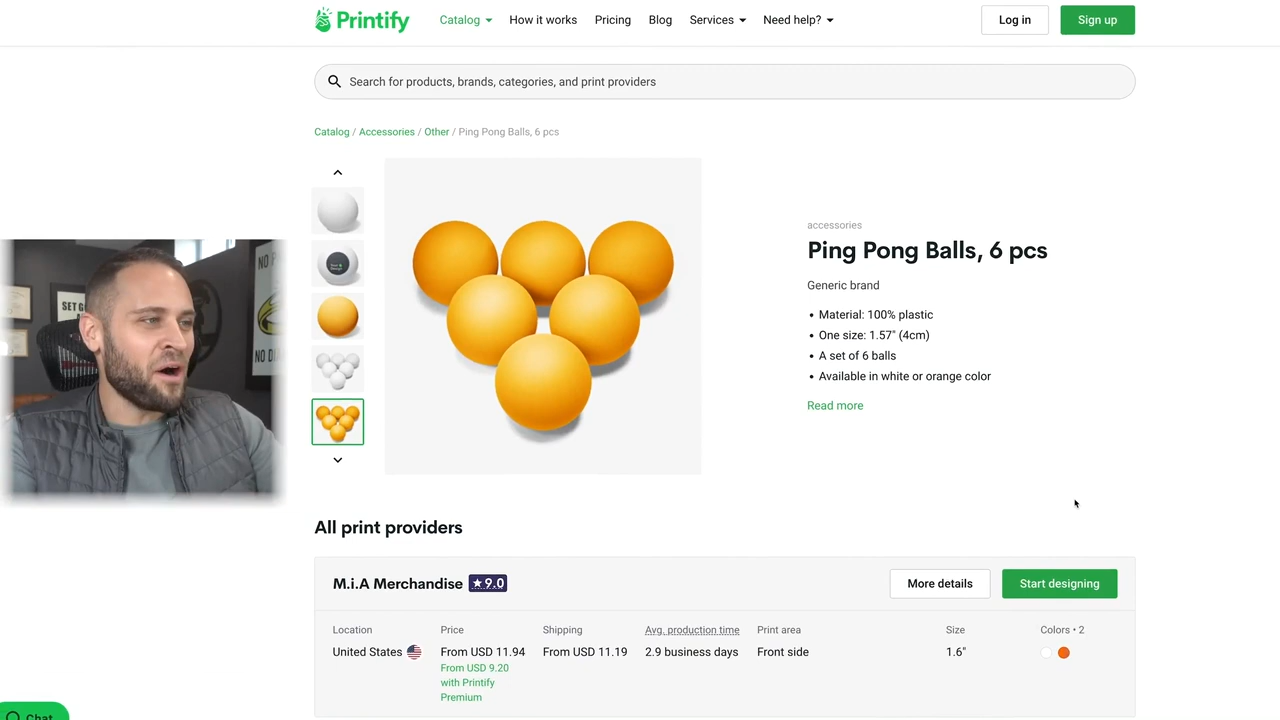 Printify
Catalog
How it works
Pricing
Blog
Services
Need help?
Log in
Sign up
Search for products, brands, categories, and print providers
Catalog / Accessories / Other / Ping Pong Balls, 6 pcs
accessories
Ping Pong Balls, 6 pcs
Generic brand
• Material: 100% plastic
• One size: 1.57" (4cm)
• A set of 6 balls
• Available in white or orange color
Read more
SET G
NO
NO
All print providers
M.i.A Merchandise ★ 9.0
More details
Start designing
Location
Price
Shipping
Avg. production time
Print area
Size
Colors • 2
United States
From USD 11.94
From USD 11.19
2.9 business days
Front side
1.6"
From USD 9.20
with Printify
Premium
Chat